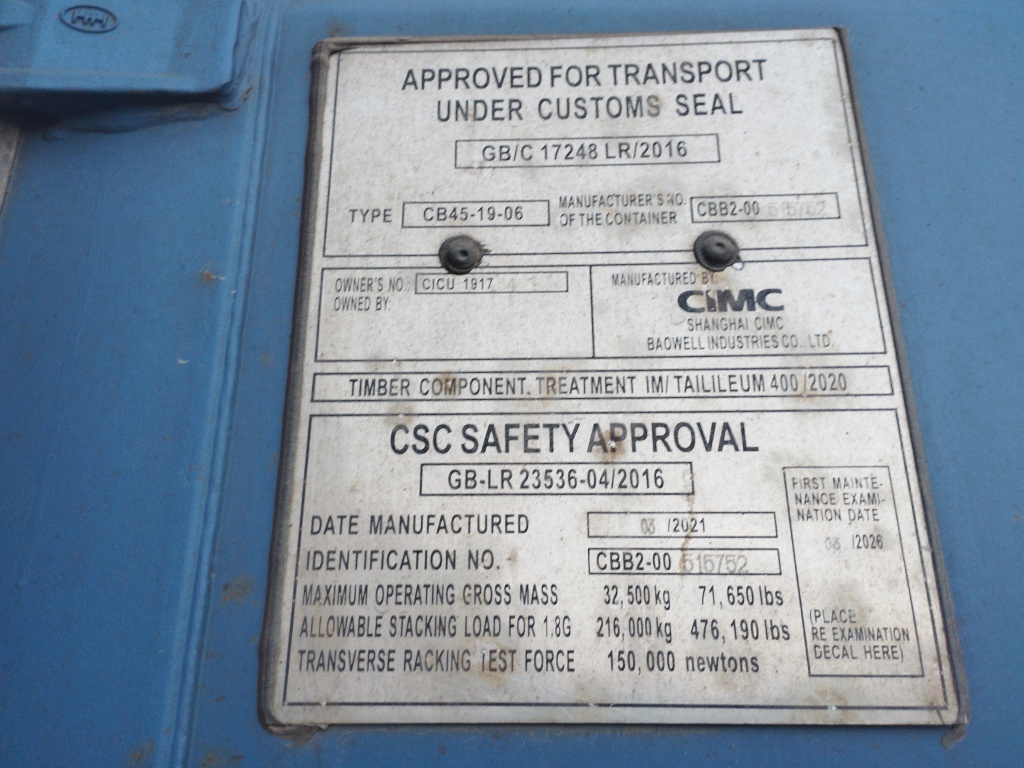 APPROVED FOR TRANSPORT
UNDER CUSTOMS SEAL
GB/C 17248 LR/2016
TYPE CB45-19-06 MANUFACTURER'S NO. OF THE CONTAINER CBB2-00 515752
OWNER'S NO.: CICU 1917
OWNED BY:
MANUFACTURED BY:
CIMC
SHANGHAI CIMC
BAOWELL INDUSTRIES CO., LTD.
TIMBER COMPONENT. TREATMENT IM/ TAILILEUM 400 /2020
CSC SAFETY APPROVAL
GB-LR 23536-04/2016
DATE MANUFACTURED 03 /2021
IDENTIFICATION NO. CBB2-00 515752
MAXIMUM OPERATING GROSS MASS 32,500 kg 71,650 lbs
ALLOWABLE STACKING LOAD FOR 1.8G 216,000 kg 476,190 lbs
TRANSVERSE RACKING TEST FORCE 150,000 newtons
FIRST MAINTE-
NANCE EXAMI-
NATION DATE
03 /2026
(PLACE
RE EXAMINATION
DECAL HERE)